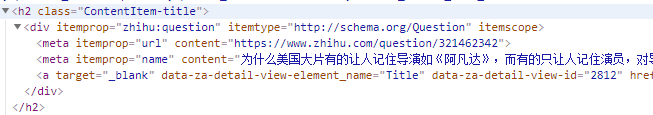 <h2 class="ContentItem-title">
<div itemprop="zhihu:question" itemtype="http://schema.org/Question" itemscope>
<meta itemprop="url" content="https://www.zhihu.com/question/321462342">
<meta itemprop="name" content="为什么美国大片有的让人记住导演如《阿凡达》，而有的只让人记住演员，对导
<a target="_blank" data-za-detail-view-element_name="Title" data-za-detail-view-id="2812" href
</div>
</h2>